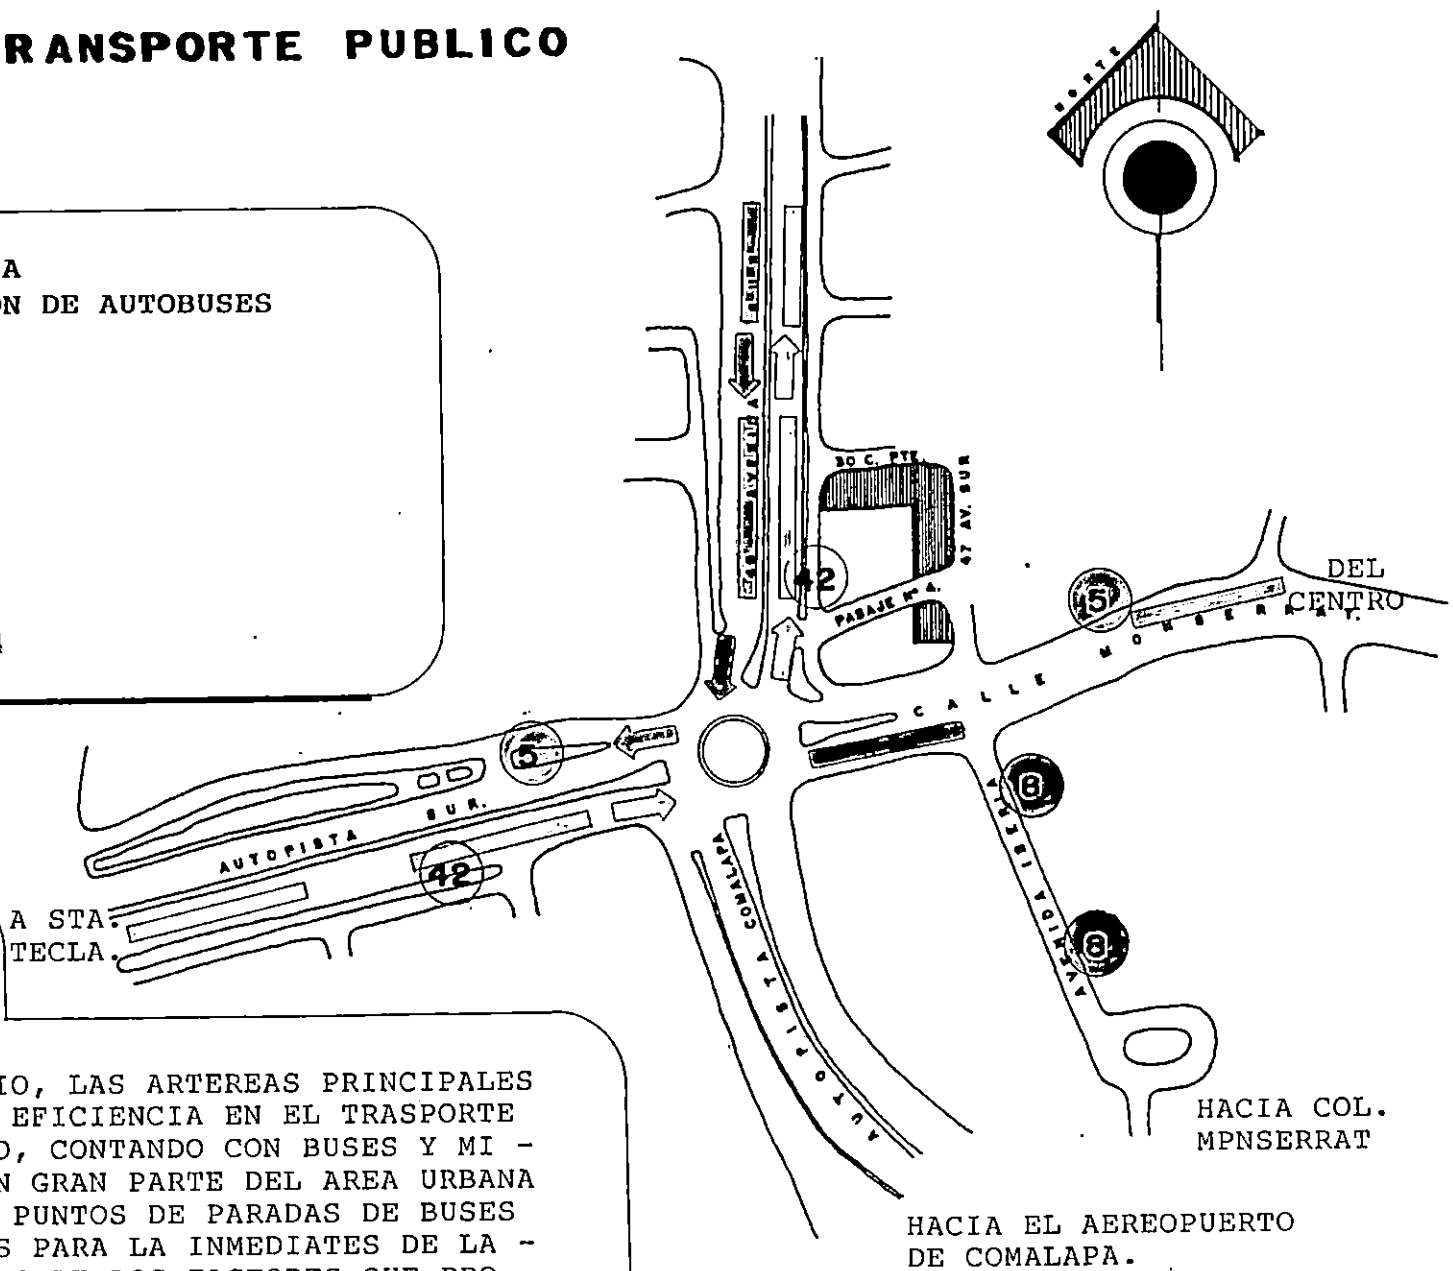 RANSPORTE PUBLICO
NORTE
A
ON DE AUTOBUSES
30 C. PTE.
47 AV. SUR
42
PASAJE Nº 4.
5
DEL
CENTRO
CALLE MONSERRAT.
5
8
AUTOPISTA SUR.
42
AVENIDA ISERIA
8
AUTOPISTA COMALAPA
A STA.
TECLA.
IO, LAS ARTEREAS PRINCIPALES
EFICIENCIA EN EL TRASPORTE
O, CONTANDO CON BUSES Y MI -
N GRAN PARTE DEL AREA URBANA
PUNTOS DE PARADAS DE BUSES
S PARA LA INMEDIATES DE LA -
HACIA COL.
MPNSERRAT
HACIA EL AEREOPUERTO
DE COMALAPA.